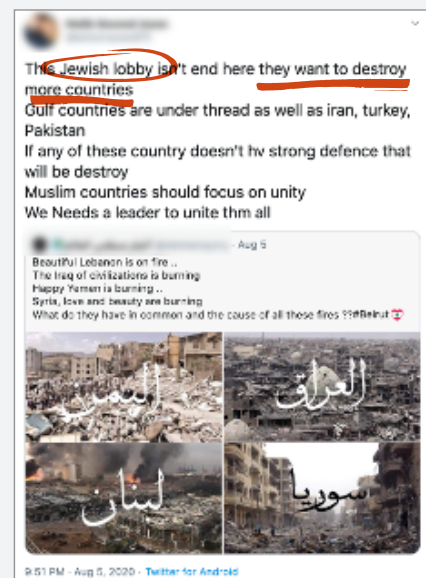 This Jewish lobby isn't end here they want to destroy
more countries
Gulf countries are under thread as well as iran, turkey,
Pakistan
If any of these country doesn't hv strong defence that
will be destroy
Muslim countries should focus on unity
We Needs a leader to unite thm all
- Aug 5
Beautiful Lebanon is on fire ..
The Iraq of civilizations is burning
Happy Yemen is burning ..
Syria, love and beauty are burning
What do they have in common and the cause of all these fires ??#Beirut 🇱🇧
اليمن
العراق
لبنان
سوريا
9:51 PM - Aug 5, 2020 - Twitter for Android